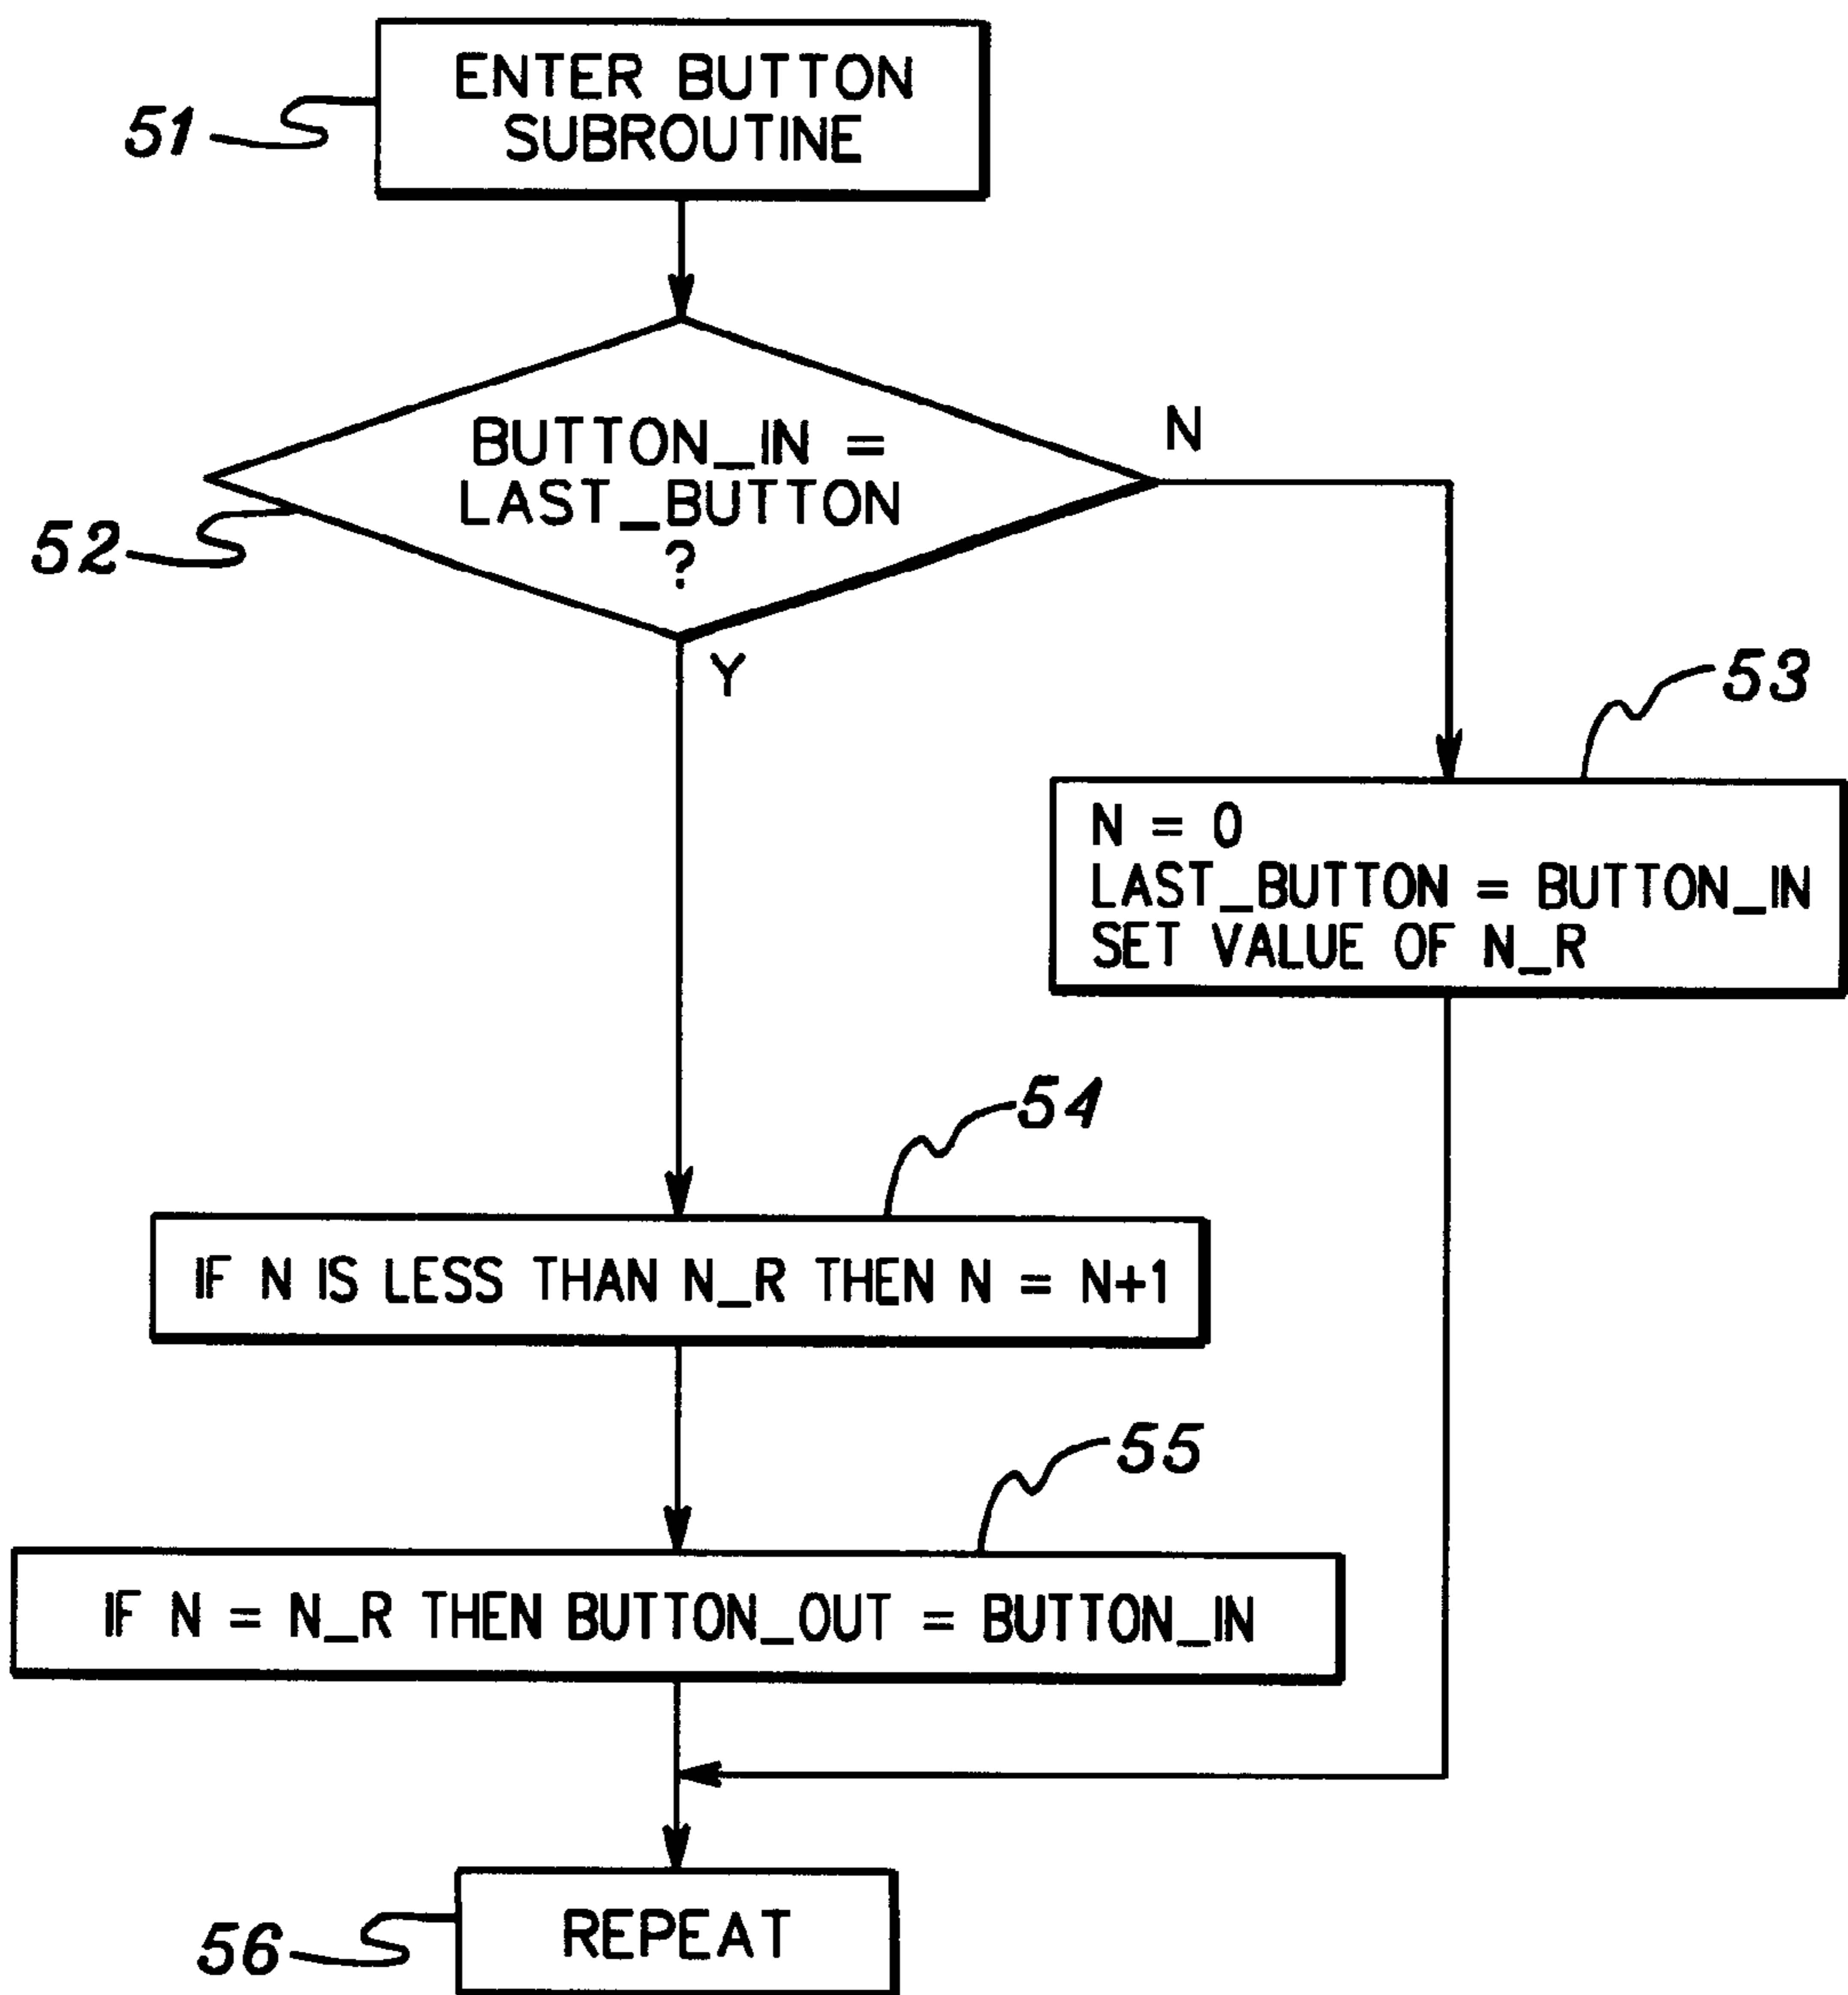 51
ENTER BUTTON
SUBROUTINE
52
BUTTON_IN =
LAST_BUTTON
?
N
Y
53
N = 0
LAST_BUTTON = BUTTON_IN
SET VALUE OF N_R
54
IF N IS LESS THAN N_R THEN N = N+1
55
IF N = N_R THEN BUTTON_OUT = BUTTON_IN
56
REPEAT